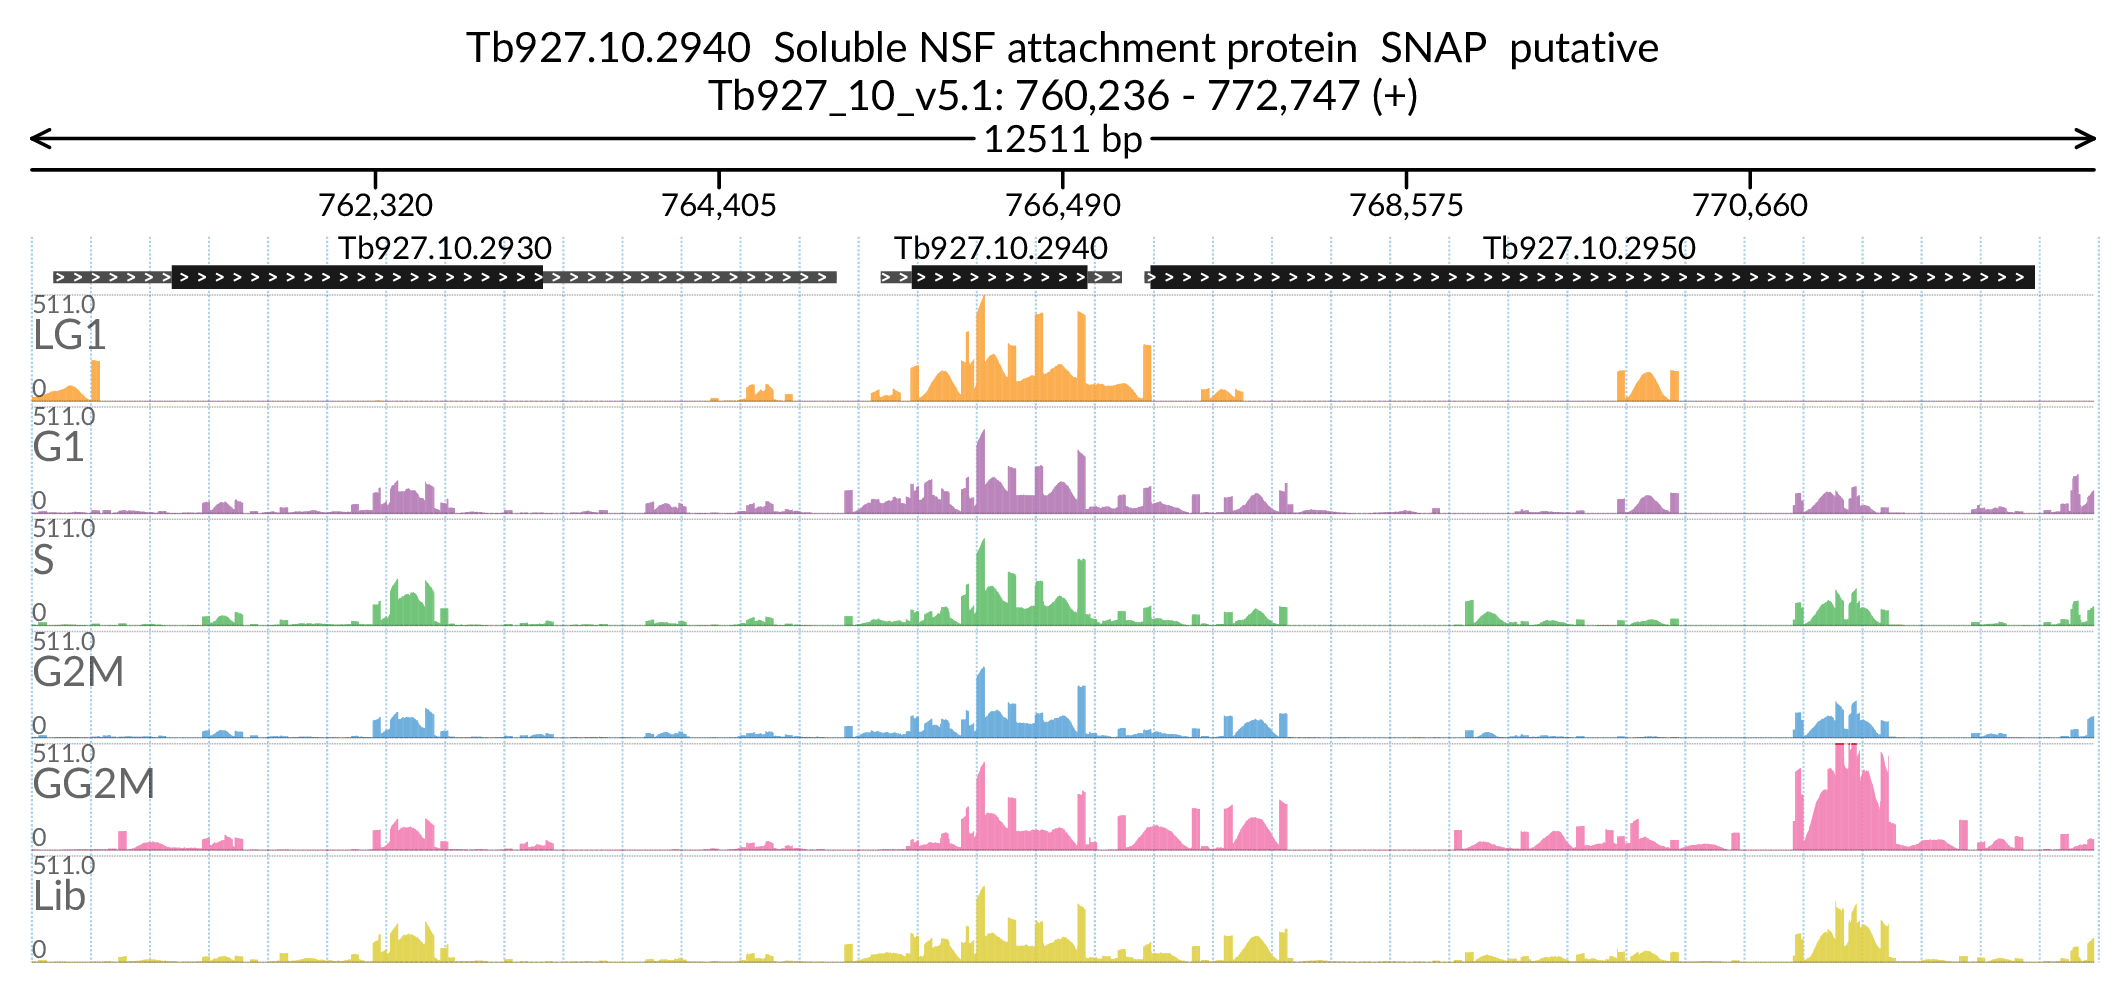 Tb927.10.2940 Soluble NSF attachment protein SNAP putative
Tb927_10_v5.1: 760,236 - 772,747 (+)
12511 bp
762,320 764,405 766,490 768,575 770,660
Tb927.10.2930 Tb927.10.2940 Tb927.10.2950
511.0
LG1
0
511.0
G1
0
511.0
S
0
511.0
G2M
0
511.0
GG2M
0
511.0
Lib
0